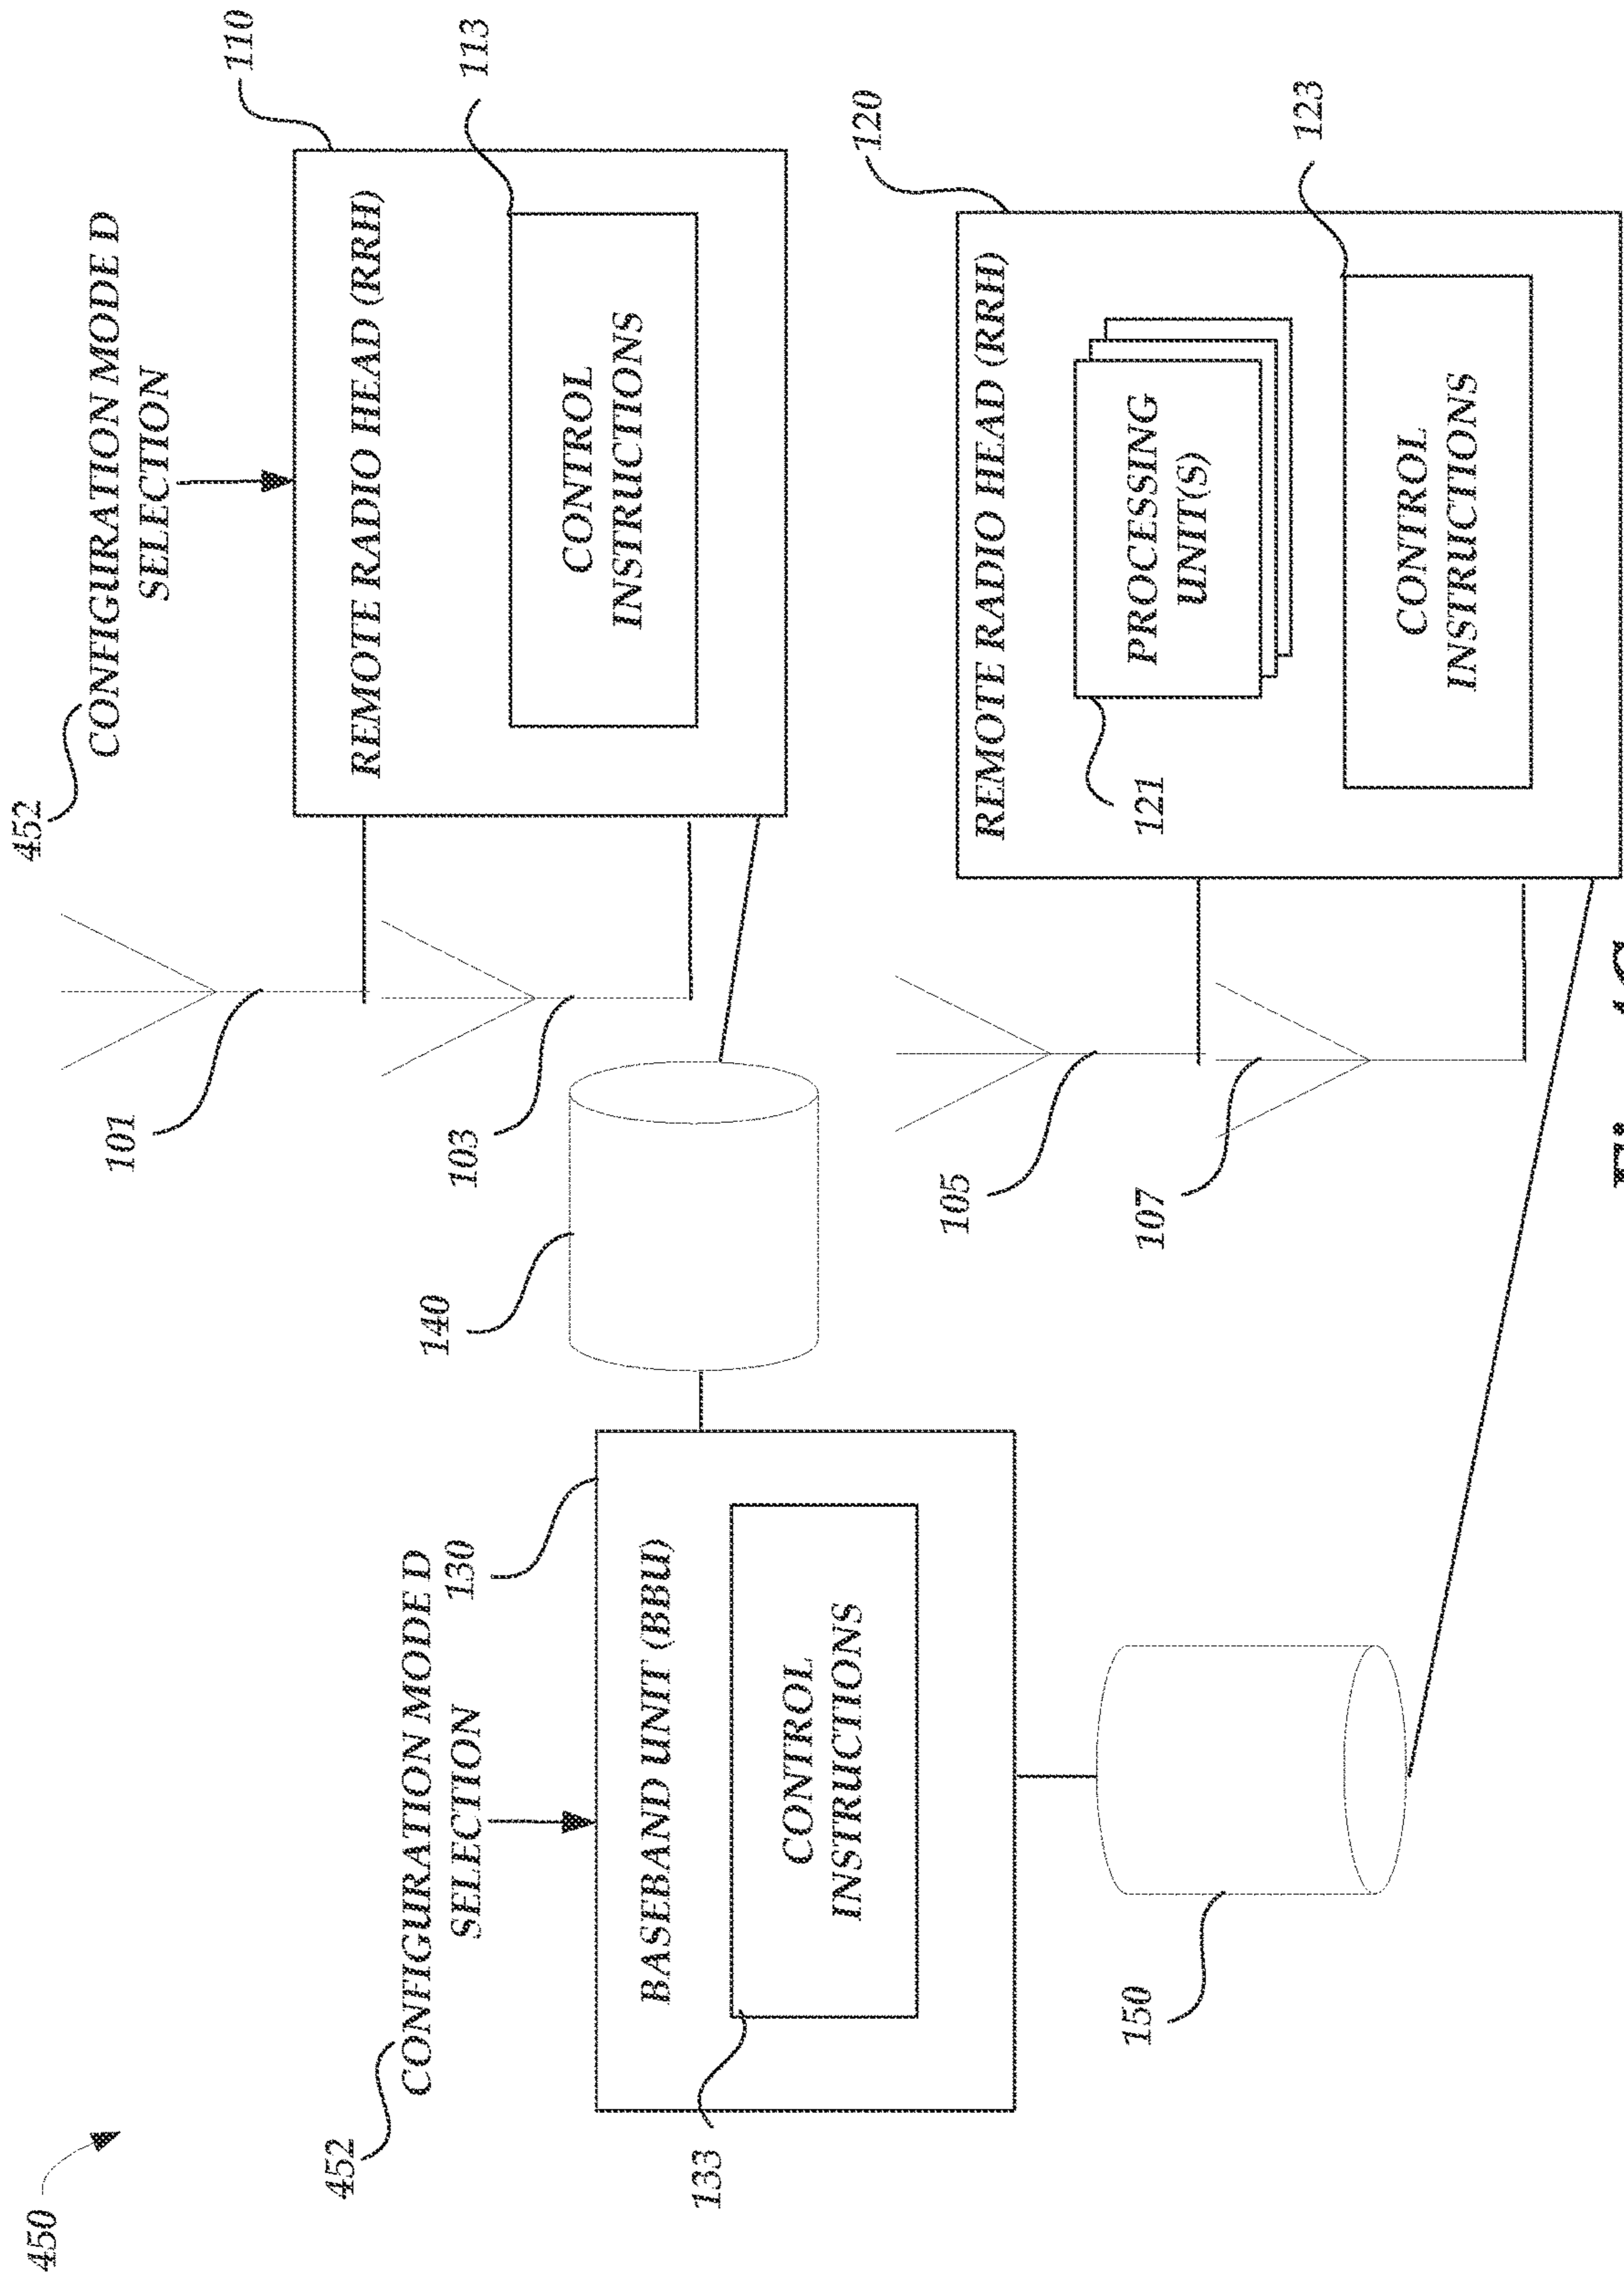 450
452
CONFIGURATION MODE D
SELECTION
110
REMOTE RADIO HEAD (RRH)
113
CONTROL
INSTRUCTIONS
101
103
140
452
CONFIGURATION MODE D
SELECTION
130
BASEBAND UNIT (BBU)
CONTROL
INSTRUCTIONS
133
120
REMOTE RADIO HEAD (RRH)
PROCESSING
UNIT(S)
121
123
CONTROL
INSTRUCTIONS
105
107
150